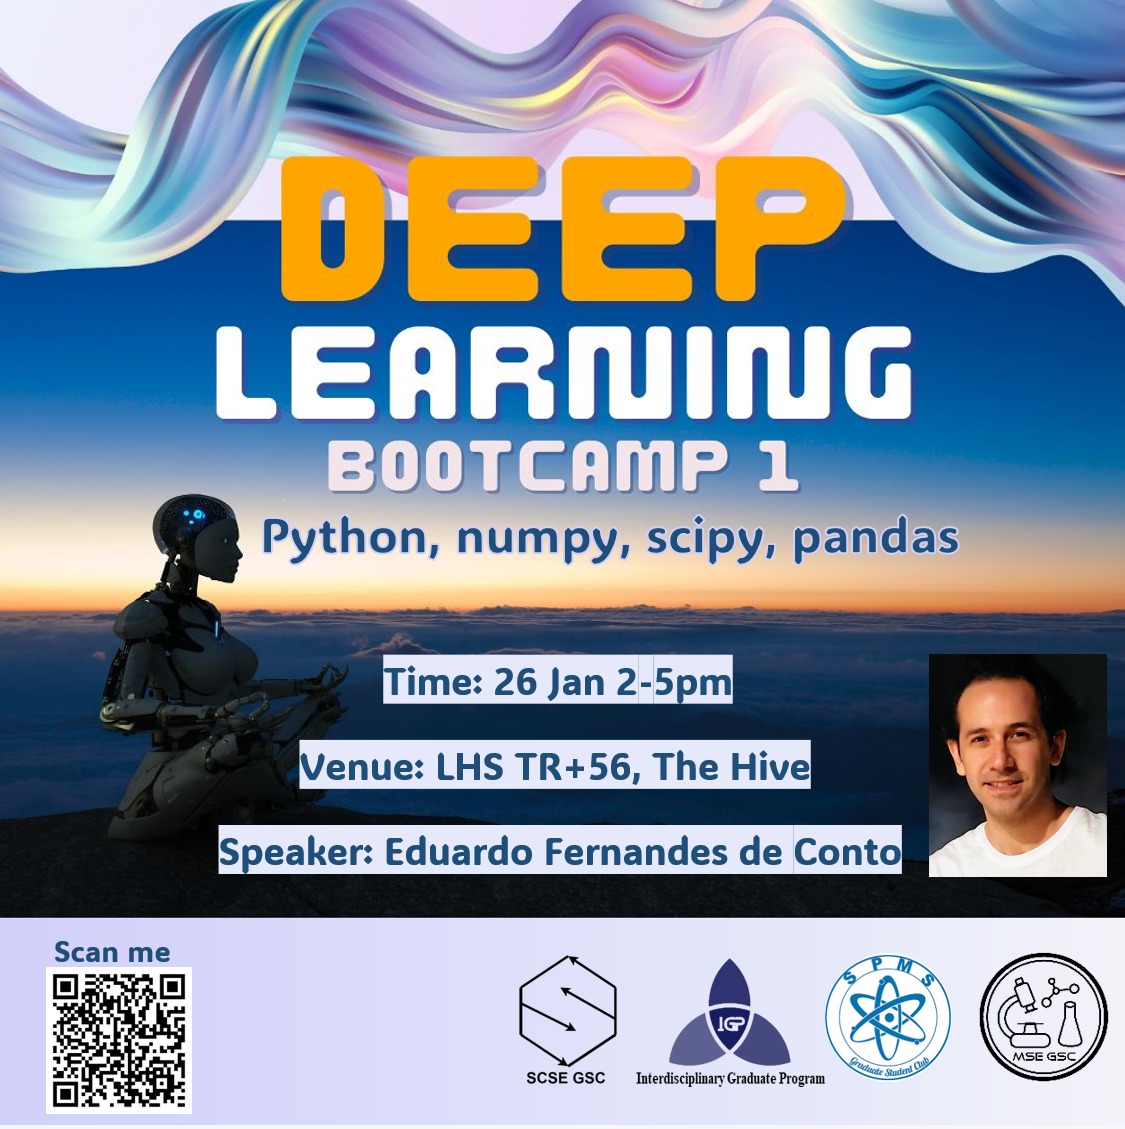 DEEP
LEARNING
BOOTCAMP 1
Python, numpy, scipy, pandas
Time: 26 Jan 2-5pm
Venue: LHS TR+56, The Hive
Speaker: Eduardo Fernandes de Conto
Scan me
SCSE GSC
IGP
Interdisciplinary Graduate Program
SPMS
Graduate Student Club
MSE GSC